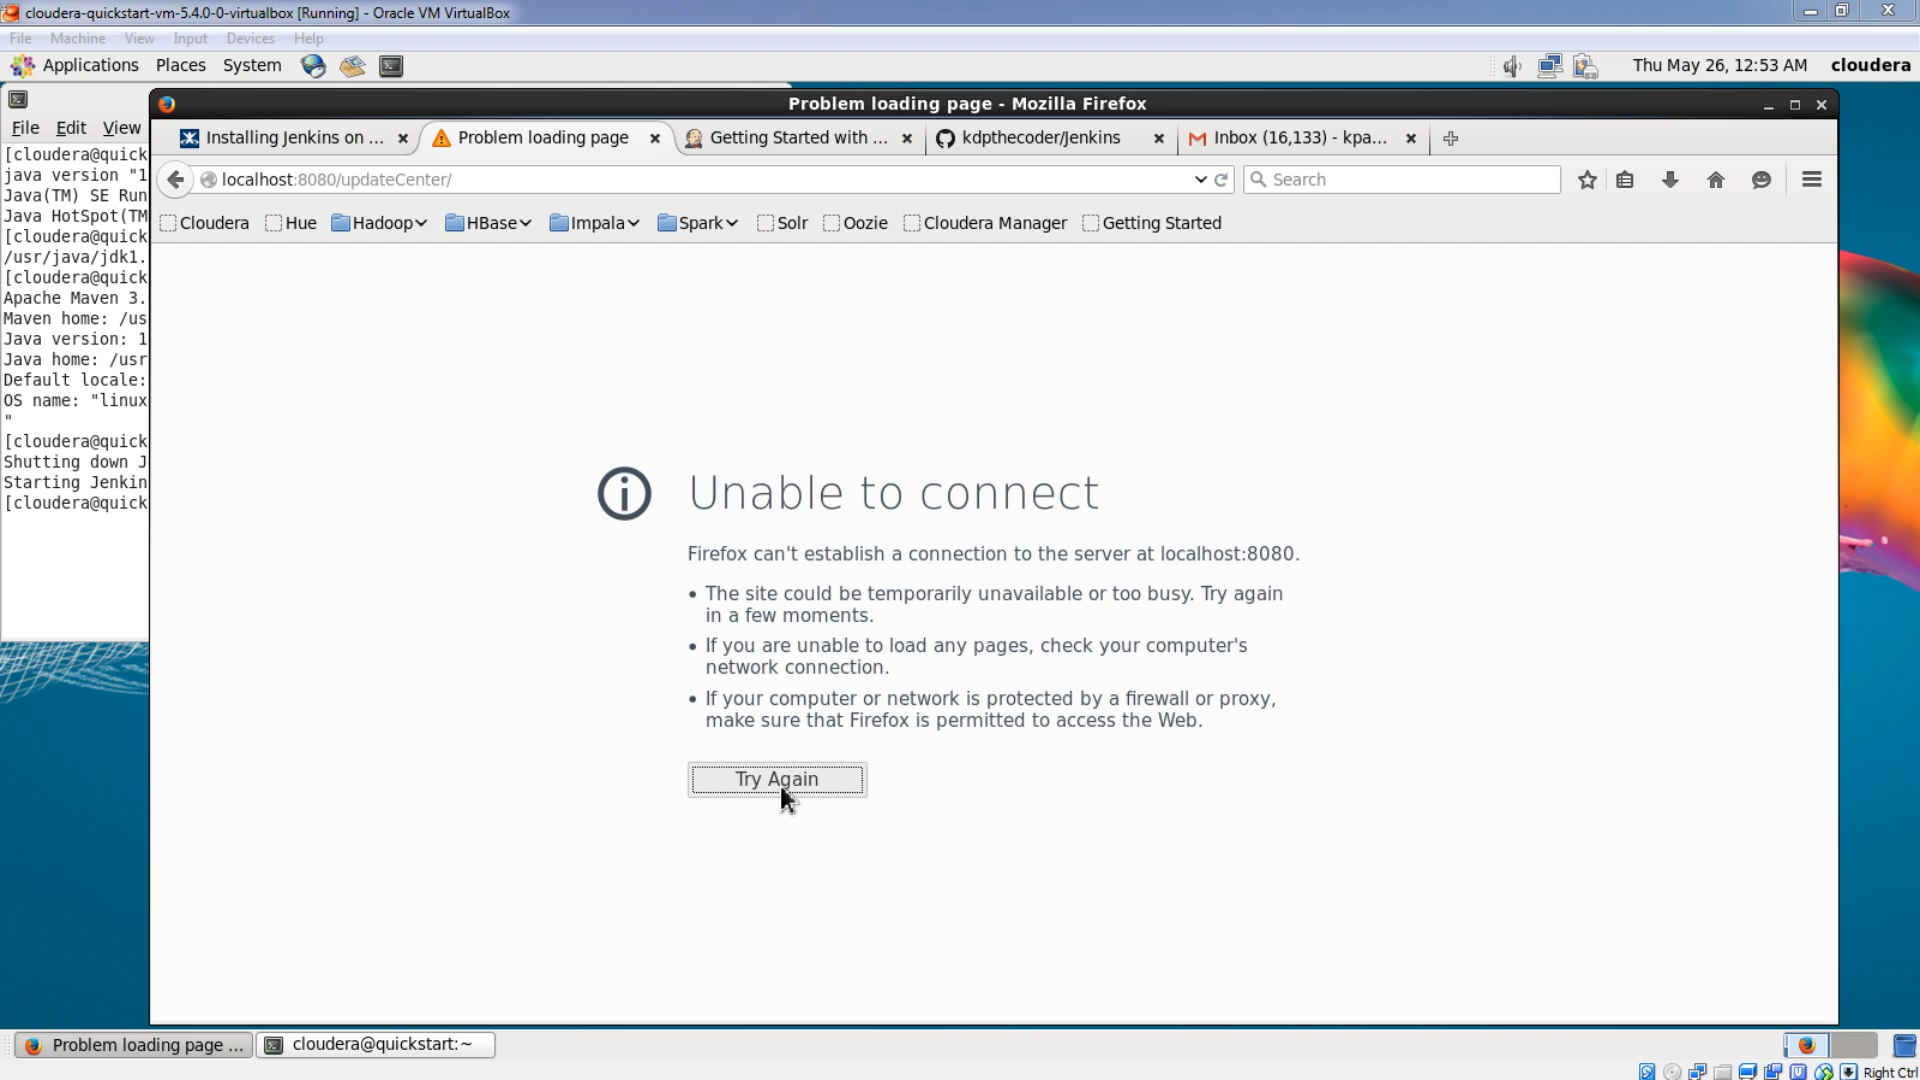 cloudera-quickstart-vm-5.4.0-0-virtualbox [Running] - Oracle VM VirtualBox
File Machine View Input Devices Help
Applications Places System Thu May 26, 12:53 AM cloudera
Problem loading page - Mozilla Firefox
File Edit View
Installing Jenkins on ... Problem loading page Getting Started with ... kdpthecoder/Jenkins Inbox (16,133) - kpa...
localhost:8080/updateCenter/ Search
Cloudera Hue Hadoop HBase Impala Spark Solr Oozie Cloudera Manager Getting Started
[cloudera@quick
java version "1
Java(TM) SE Run
Java HotSpot(TM
[cloudera@quick
/usr/java/jdk1.
[cloudera@quick
Apache Maven 3.
Maven home: /us
Java version: 1
Java home: /usr
Default locale:
OS name: "linux
"
[cloudera@quick
Shutting down J
Starting Jenkin
[cloudera@quick
Unable to connect
Firefox can't establish a connection to the server at localhost:8080.
• The site could be temporarily unavailable or too busy. Try again
in a few moments.
• If you are unable to load any pages, check your computer's
network connection.
• If your computer or network is protected by a firewall or proxy,
make sure that Firefox is permitted to access the Web.
Try Again
Problem loading page ... cloudera@quickstart:~
Right Ctrl